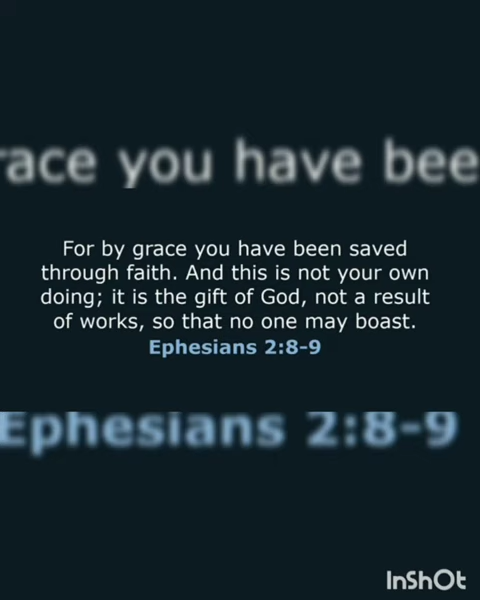 race you have bee
For by grace you have been saved
through faith. And this is not your own
doing; it is the gift of God, not a result
of works, so that no one may boast.
Ephesians 2:8-9
Ephesians 2:8-9
InShOt